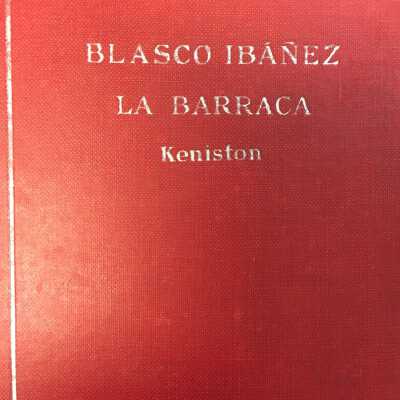 BLASCO IBÁÑEZ
LA BARRACA
Keniston